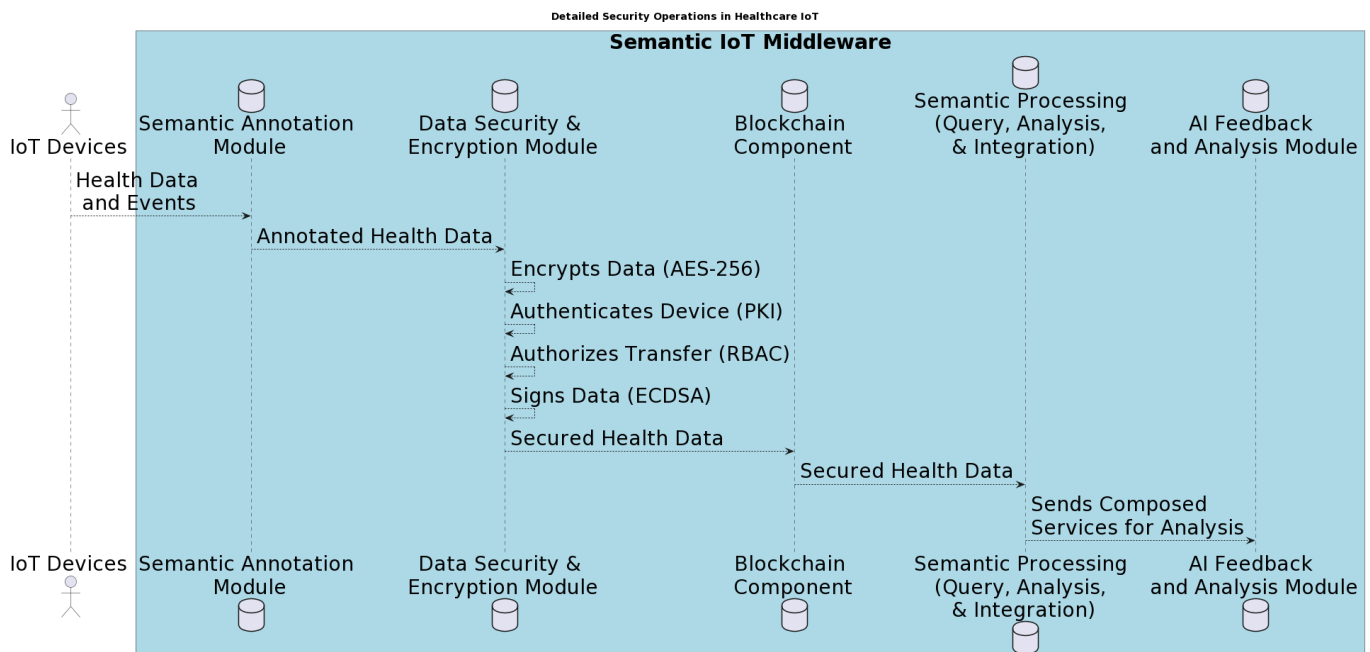 Detailed Security Operations in Healthcare IoT
Semantic IoT Middleware
IoT Devices
Semantic Annotation
Module
Data Security &
Encryption Module
Blockchain
Component
Semantic Processing
(Query, Analysis,
& Integration)
AI Feedback
and Analysis Module
Health Data
and Events
Annotated Health Data
Encrypts Data (AES-256)
Authenticates Device (PKI)
Authorizes Transfer (RBAC)
Signs Data (ECDSA)
Secured Health Data
Secured Health Data
Sends Composed
Services for Analysis
IoT Devices
Semantic Annotation
Module
Data Security &
Encryption Module
Blockchain
Component
Semantic Processing
(Query, Analysis,
& Integration)
AI Feedback
and Analysis Module